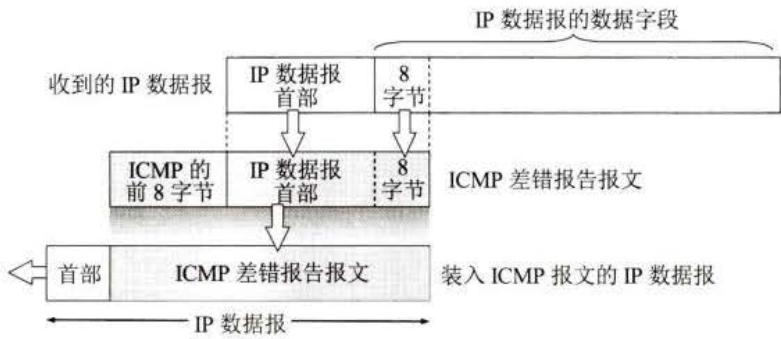 IP 数据报的数据字段
收到的 IP 数据报
IP 数据报
首部
8
字节
ICMP 的
前 8 字节
IP 数据报
首部
8
字节
ICMP 差错报告报文
首部
ICMP 差错报告报文
装入 ICMP 报文的 IP 数据报
IP 数据报